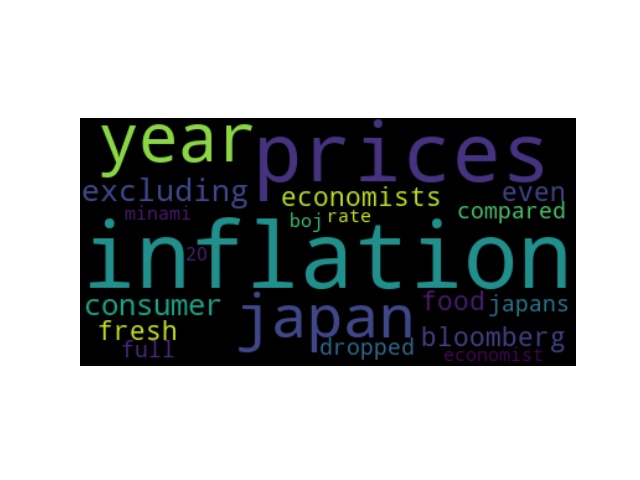 year prices
excluding economists even
minami boj rate compared
inflation
20
consumer japan food japans
fresh bloomberg
full dropped economist